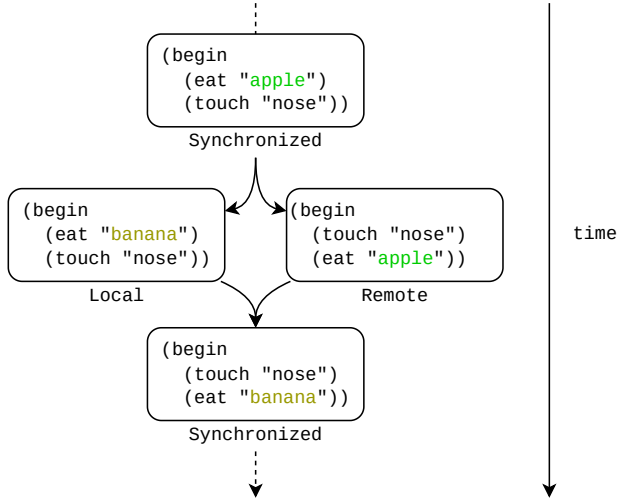 (begin
(eat "apple")
(touch "nose"))
Synchronized
(begin
(eat "banana")
(touch "nose"))
Local
(begin
(touch "nose")
(eat "apple"))
Remote
time
(begin
(touch "nose")
(eat "banana"))
Synchronized